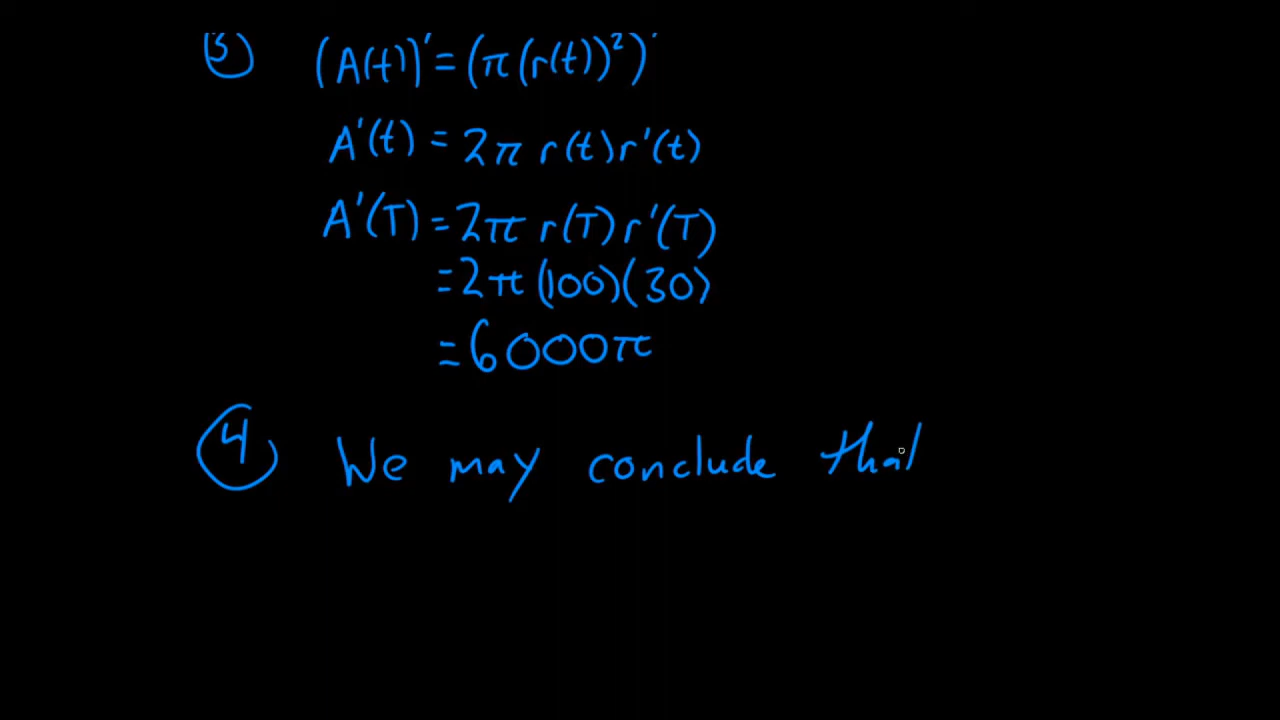 ③ (A(t))' = (π(r(t))²)'
A'(t) = 2π r(t) r'(t)
A'(T) = 2π r(T) r'(T)
= 2π (100)(30)
= 6000π
④ We may conclude that